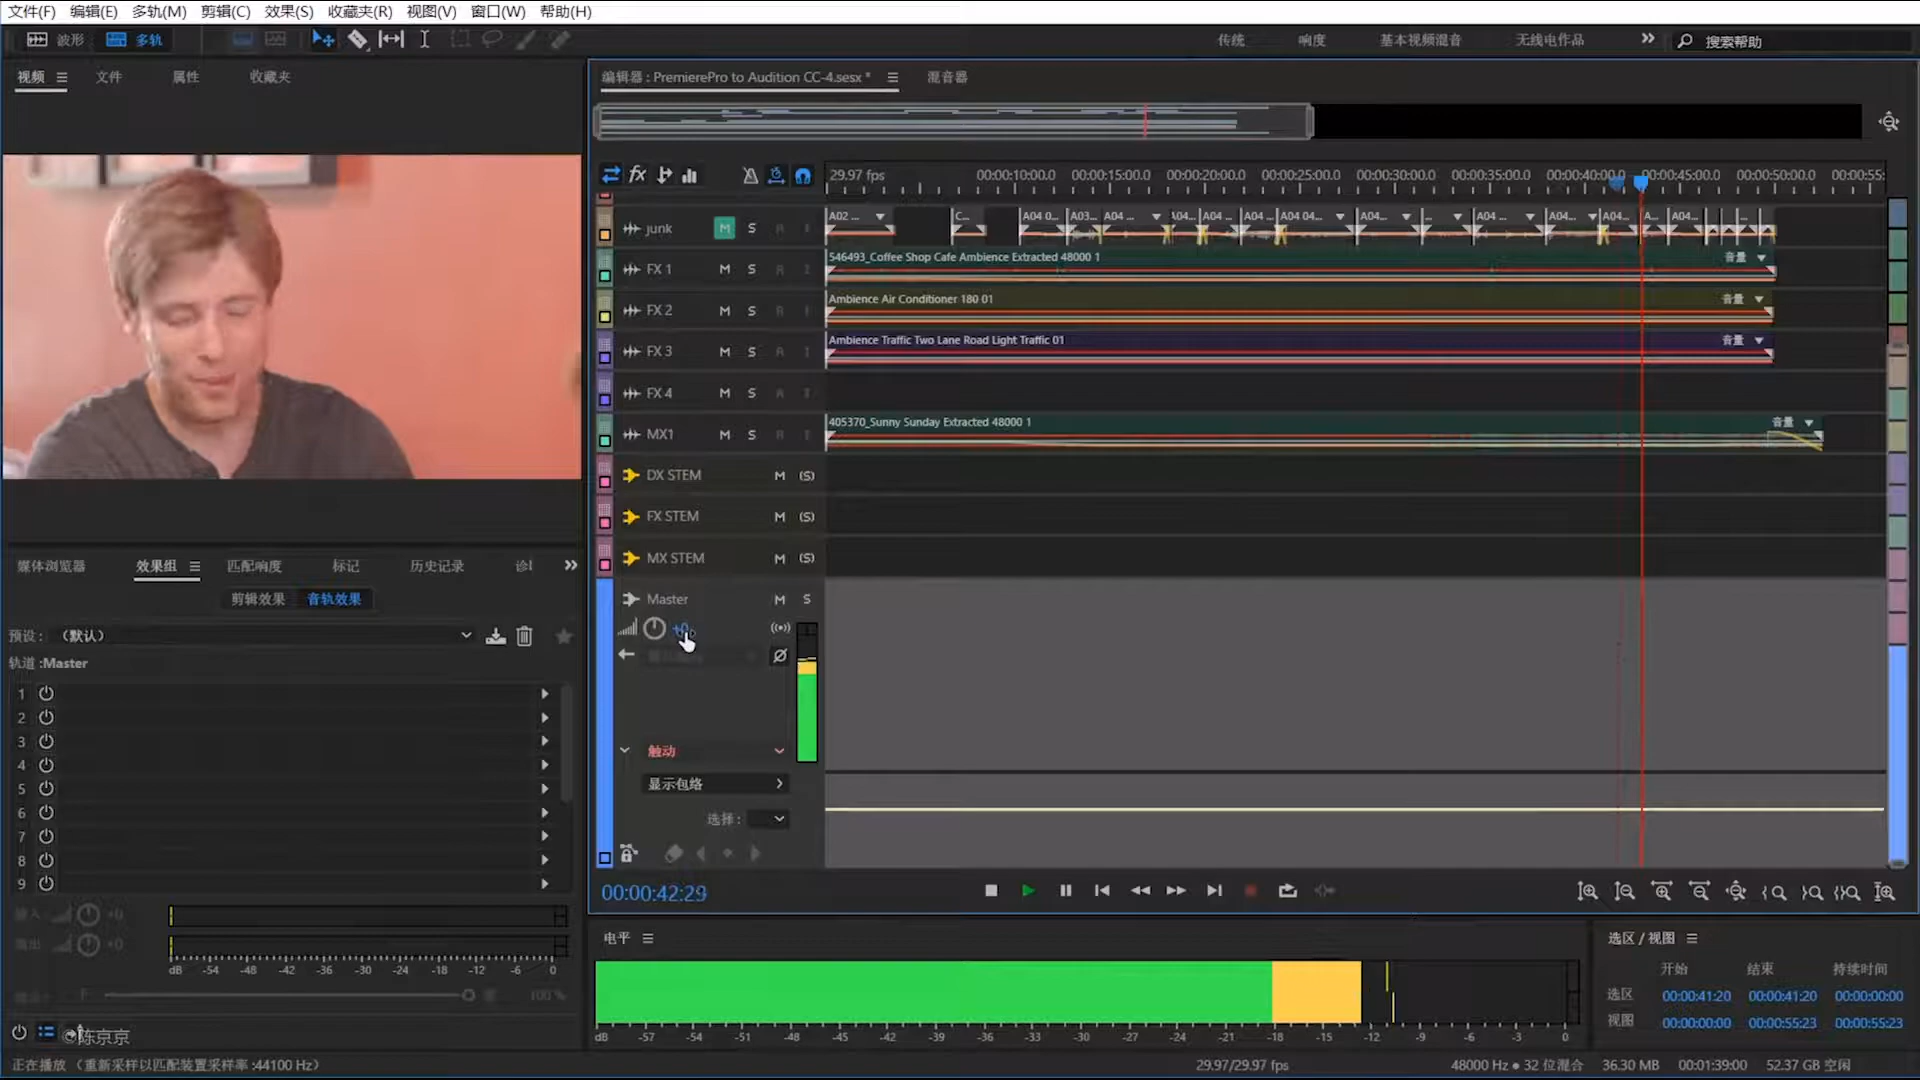 文件(F) 编辑(E) 多轨(M) 剪辑(C) 效果(S) 收藏夹(R) 视图(V) 窗口(W) 帮助(H)
波形 多轨 传统 响度 基本视频混音 无线电作品 搜索帮助
视频 文件 属性 收藏夹
编辑器 : PremierePro to Audition CC-4.sesx * 混音器
29.97 fps 00:00:10:00.0 00:00:15:00.0 00:00:20:00.0 00:00:25:00.0 00:00:30:00.0 00:00:35:00.0 00:00:40:00.0 00:00:45:00.0 00:00:50:00.0 00:00:55:
junk M S A02 ... C... A04 0... A03... A04 ... A04 ... A04 ... A04 04... A04... A04 ... A04... A04... A... A04...
FX 1 M S 546493_Coffee Shop Cafe Ambience Extracted 48000 1 音量
FX 2 M S Ambience Air Conditioner 180 01 音量
FX 3 M S Ambience Traffic Two Lane Road Light Traffic 01 音量
FX 4 M S
MX1 M S 405370_Sunny Sunday Extracted 48000 1 音量
DX STEM M (S)
FX STEM M (S)
MX STEM M (S)
Master M S
+0
触动
显示包络
选择:
媒体浏览器 效果组 匹配响度 标记 历史记录
剪辑效果 音轨效果
预设: (默认)
轨道 :Master
1
2
3
4
5
6
7
8
9
输入 +0
输出 +0
dB -54 -48 -42 -36 -30 -24 -18 -12 -6 0
100 %
陈京京
00:00:42:29
电平
dB -57 -54 -51 -48 -45 -42 -39 -36 -33 -30 -27 -24 -21 -18 -15 -12 -9 -6 -3 0
选区 / 视图
开始 结束 持续时间
选区 00:00:41:20 00:00:41:20 00:00:00:00
视图 00:00:00:00 00:00:55:23 00:00:55:23
正在播放 (重新采样以匹配装置采样率 :44100 Hz) 29.97/29.97 fps 48000 Hz ● 32 位混合 36.30 MB 00:01:39:00 52.37 GB 空闲